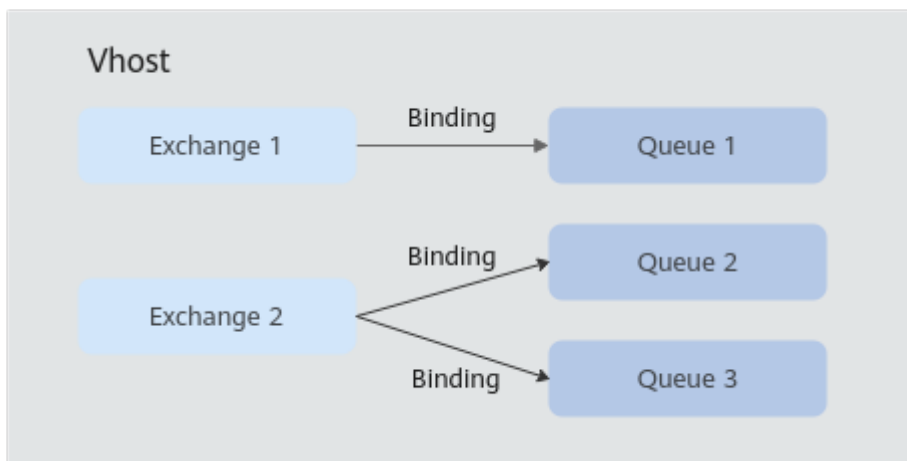 Vhost
Exchange 1
Binding
Queue 1
Exchange 2
Binding
Queue 2
Binding
Queue 3